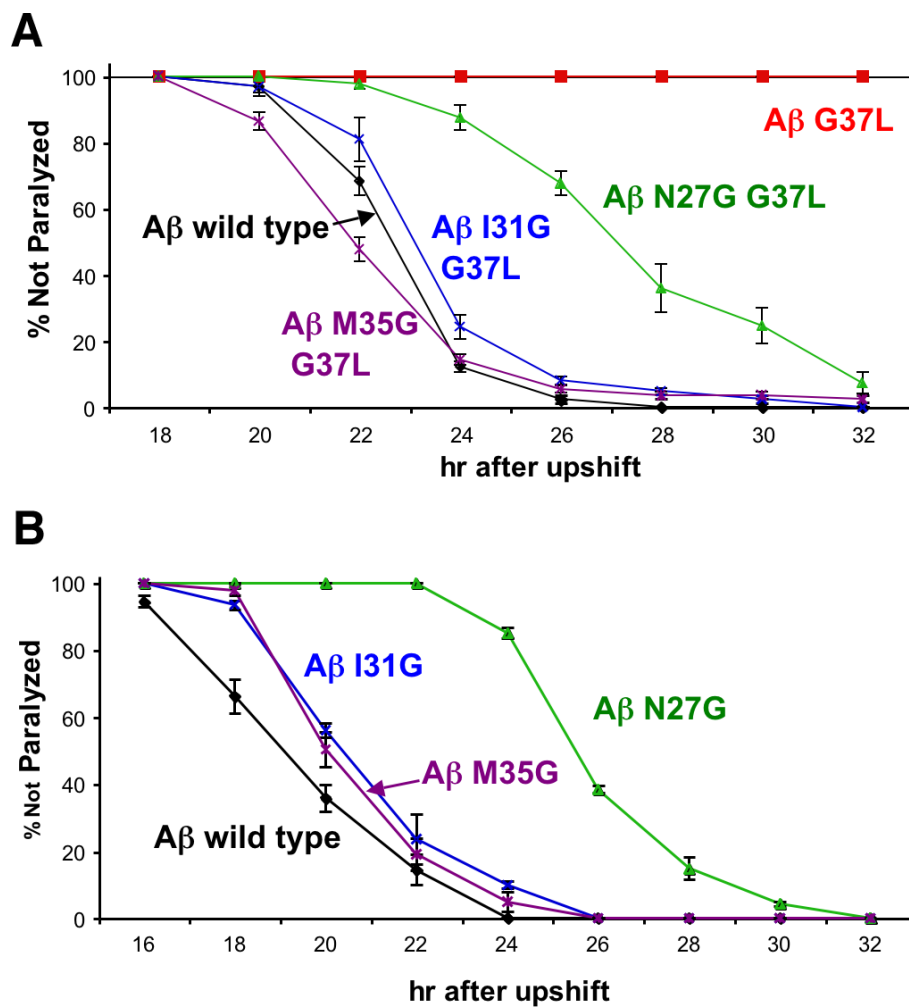 A
100
80
60
40
20
0
% Not Paralyzed
Aβ G37L
Aβ N27G G37L
Aβ wild type
Aβ I31G
G37L
Aβ M35G
G37L
18 20 22 24 26 28 30 32
hr after upshift
B
100
80
60
40
20
0
% Not Paralyzed
Aβ I31G
Aβ N27G
Aβ M35G
Aβ wild type
16 18 20 22 24 26 28 30 32
hr after upshift